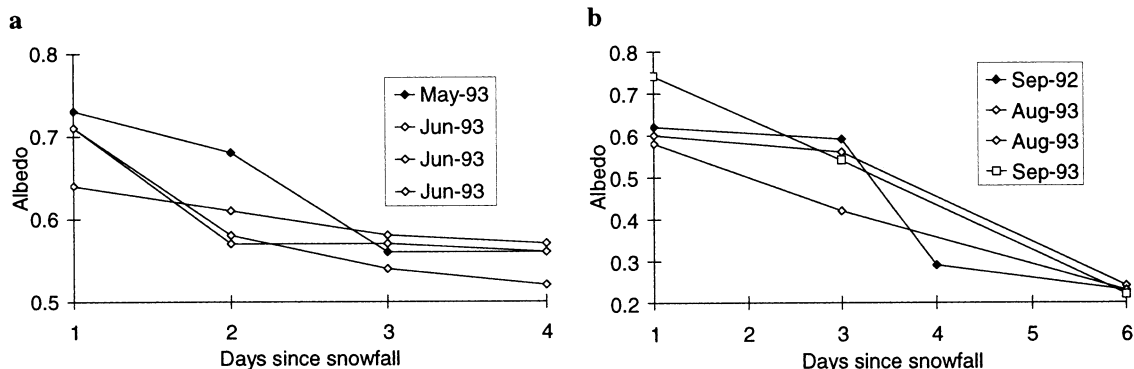 a
0.8
0.7
0.6
0.5
Albedo
May-93
Jun-93
Jun-93
Jun-93
1 2 3 4
Days since snowfall
b
0.8
0.7
0.6
0.5
0.4
0.3
0.2
Albedo
Sep-92
Aug-93
Aug-93
Sep-93
1 2 3 4 5 6
Days since snowfall